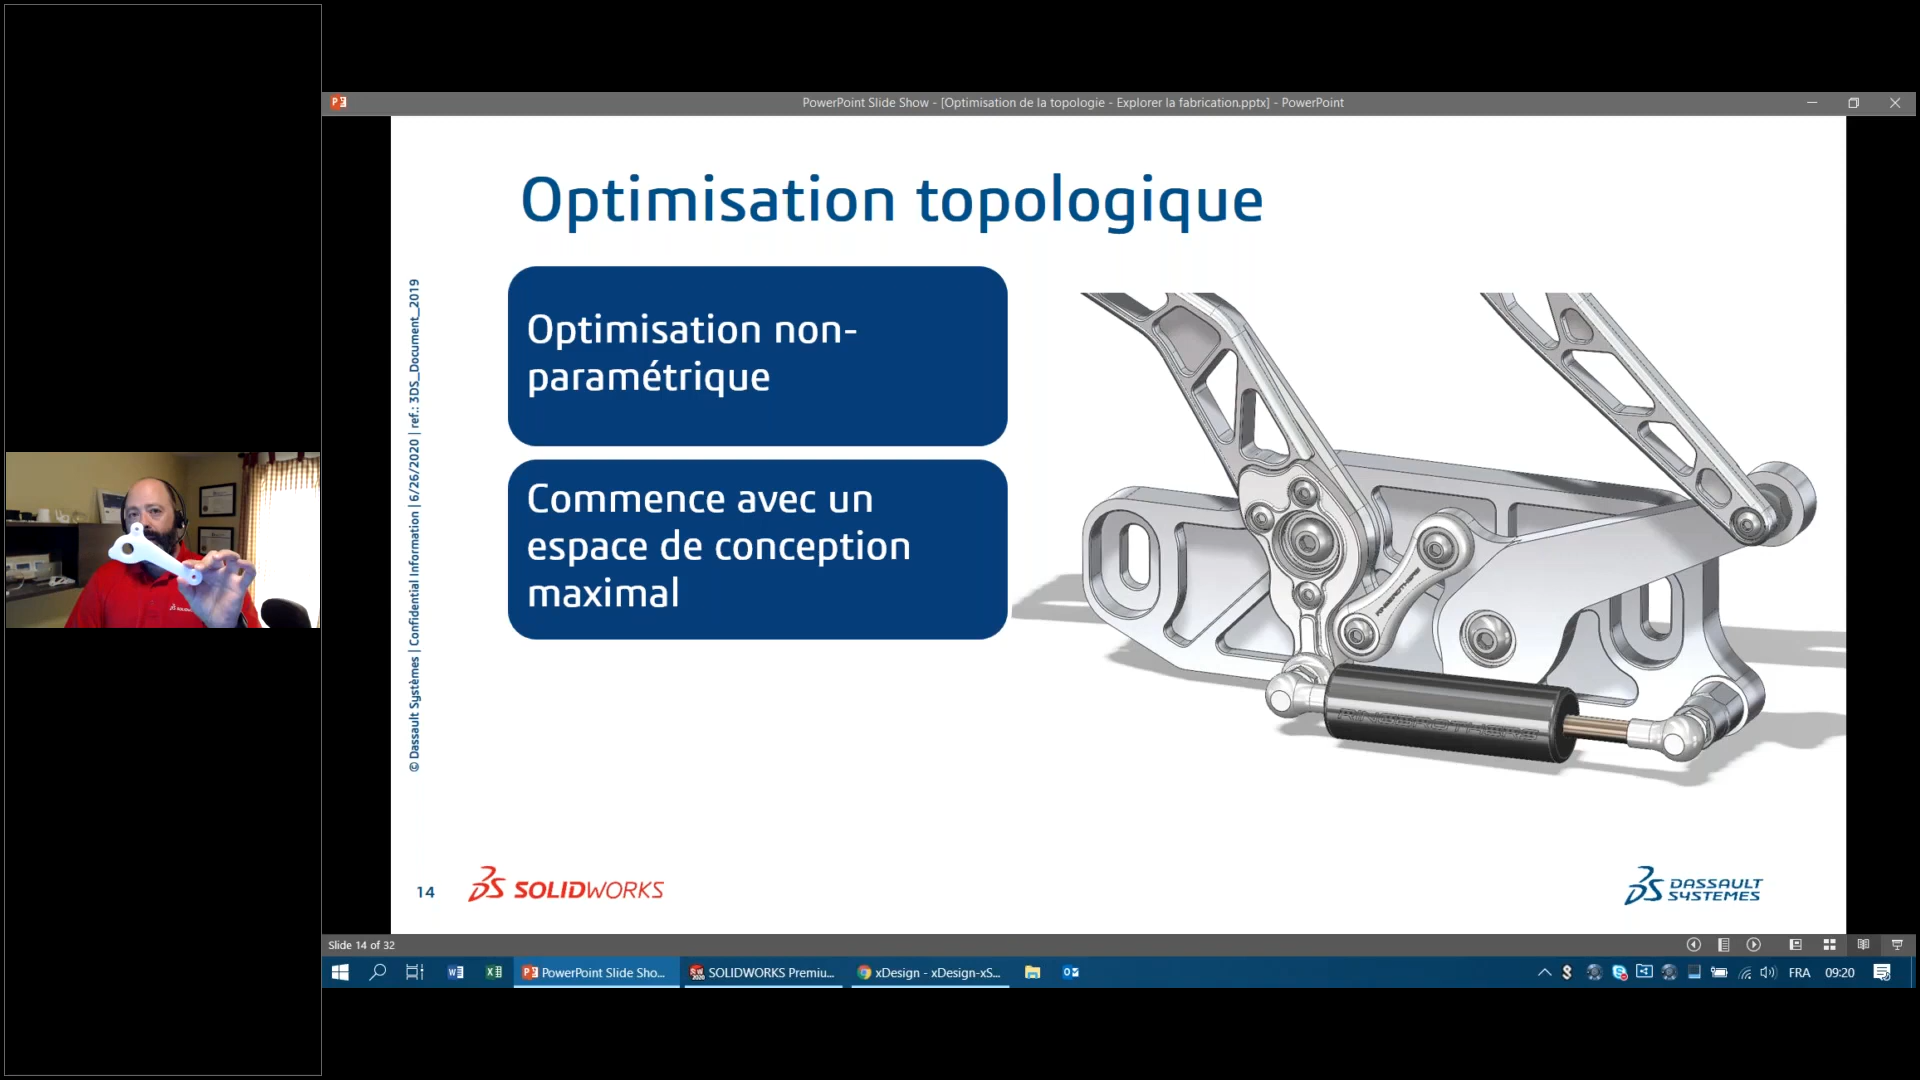 PowerPoint Slide Show - [Optimisation de la topologie - Explorer la fabrication.pptx] - PowerPoint
Optimisation topologique
Optimisation non-
paramétrique
Commence avec un
espace de conception
maximal
© Dassault Systèmes | Confidential Information | 6/26/2020 | ref.: 3DS_Document_2019
14
SOLIDWORKS
DASSAULT
SYSTEMES
Slide 14 of 32
PowerPoint Slide Sho...
SOLIDWORKS Premiu...
xDesign - xDesign-xS...
FRA
09:20